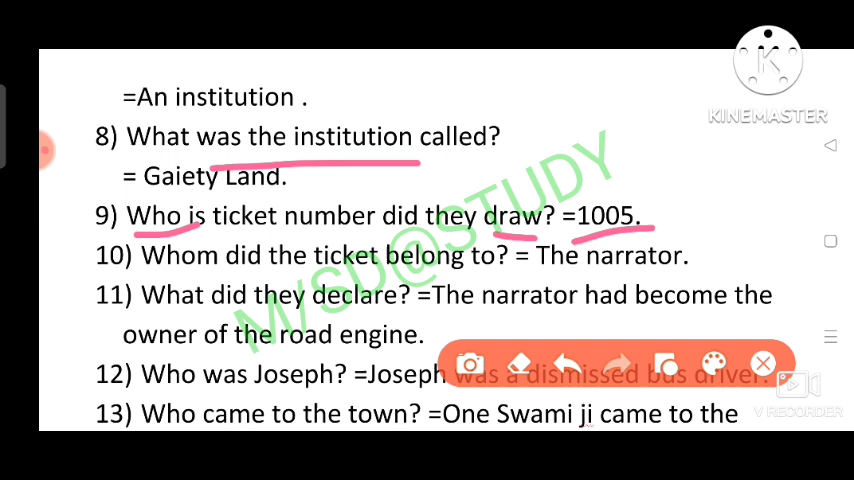 =An institution .
KINEMASTER
8) What was the institution called?
= Gaiety Land.
9) Who is ticket number did they draw? =1005.
10) Whom did the ticket belong to? = The narrator.
11) What did they declare? =The narrator had become the
owner of the road engine.
12) Who was Joseph? =Joseph was a dismissed bus driver.
13) Who came to the town? =One Swami ji came to the
V RECORDER
M/SD@STUDY